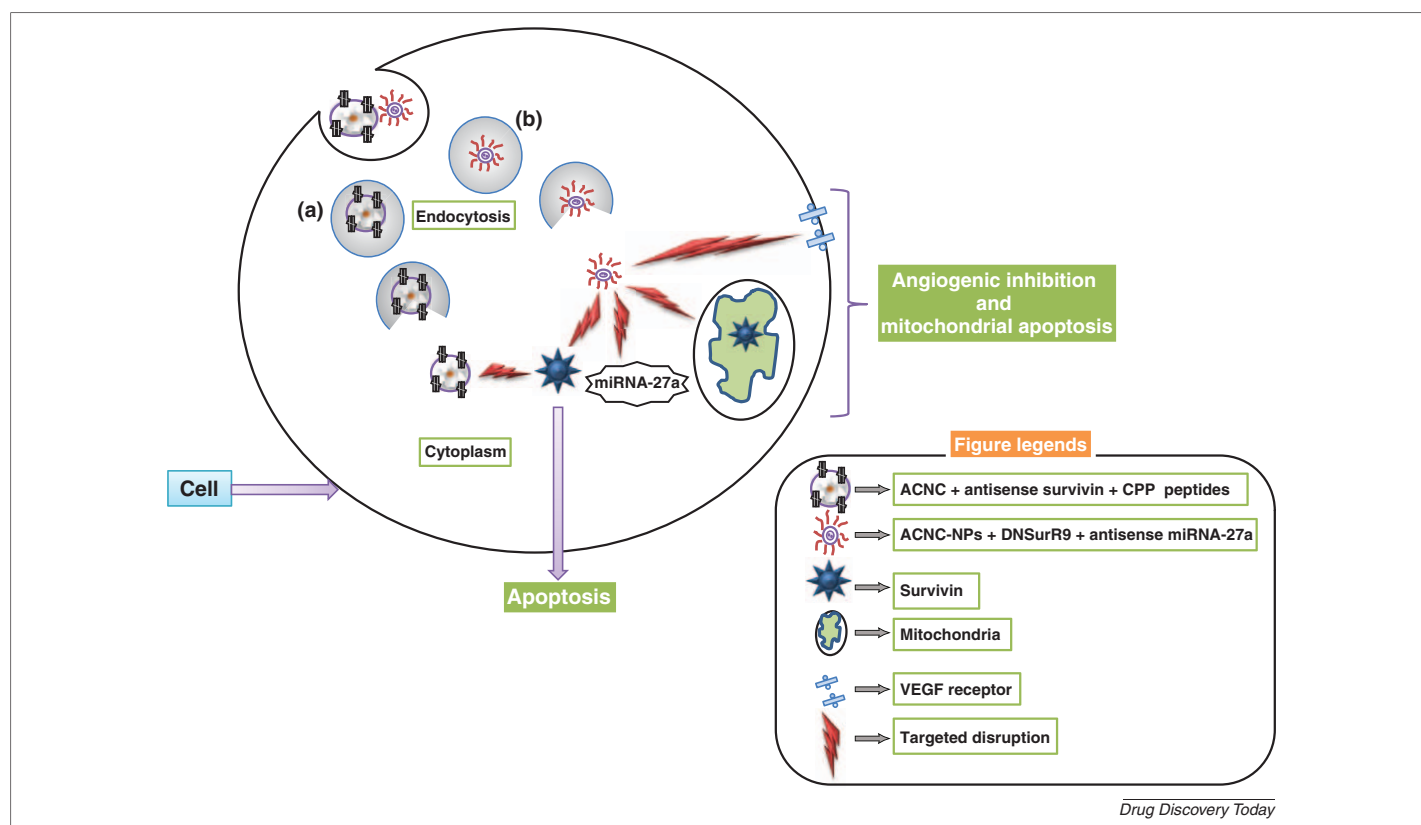 (b)
(a)
Endocytosis
Angiogenic inhibition
and
mitochondrial apoptosis
miRNA-27a
Cytoplasm
Cell
Apoptosis
Figure legends
ACNC + antisense survivin + CPP peptides
ACNC-NPs + DNSurR9 + antisense miRNA-27a
Survivin
Mitochondria
VEGF receptor
Targeted disruption
Drug Discovery Today